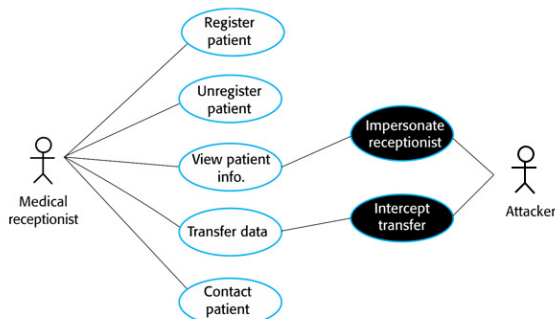 Register
patient
Unregister
patient
View patient
info.
Transfer data
Contact
patient
Medical
receptionist
Impersonate
receptionist
Intercept
transfer
Attacker